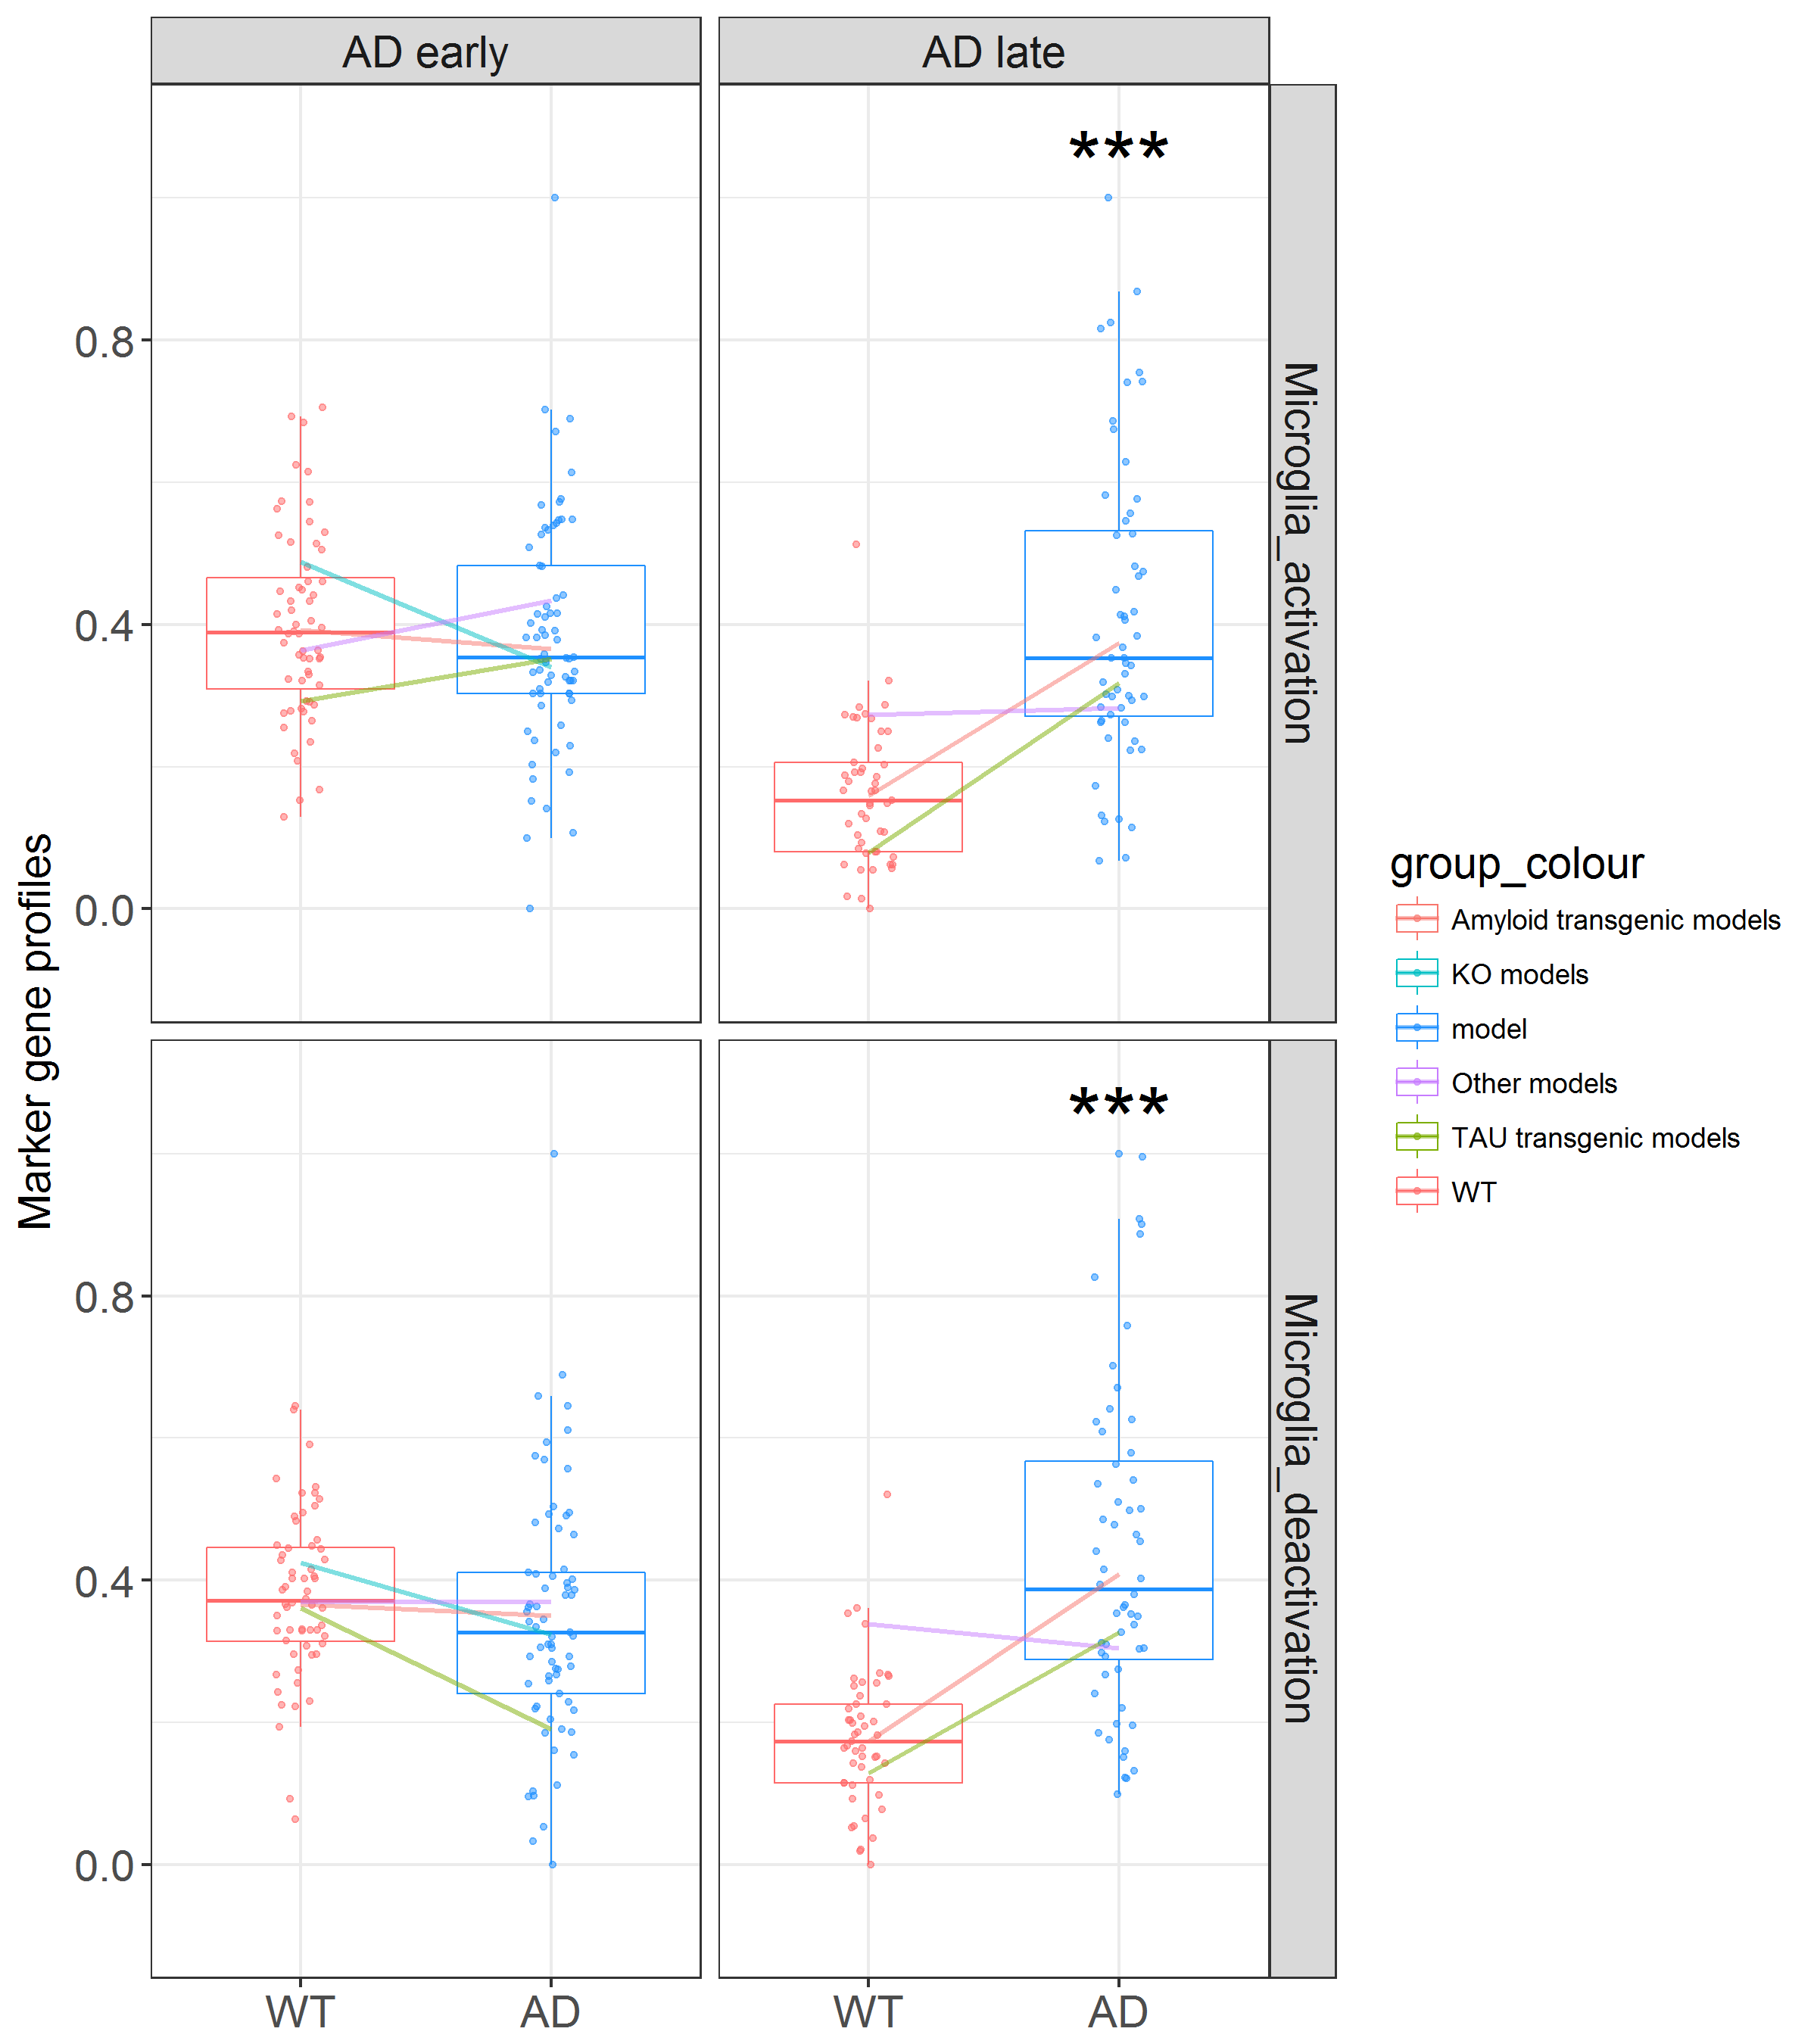 AD early
AD late
***
Microglia_activation
0.8
0.4
0.0
Marker gene profiles
***
Microglia_deactivation
0.8
0.4
0.0
WT
AD
WT
AD
group_colour
Amyloid transgenic models
KO models
model
Other models
TAU transgenic models
WT